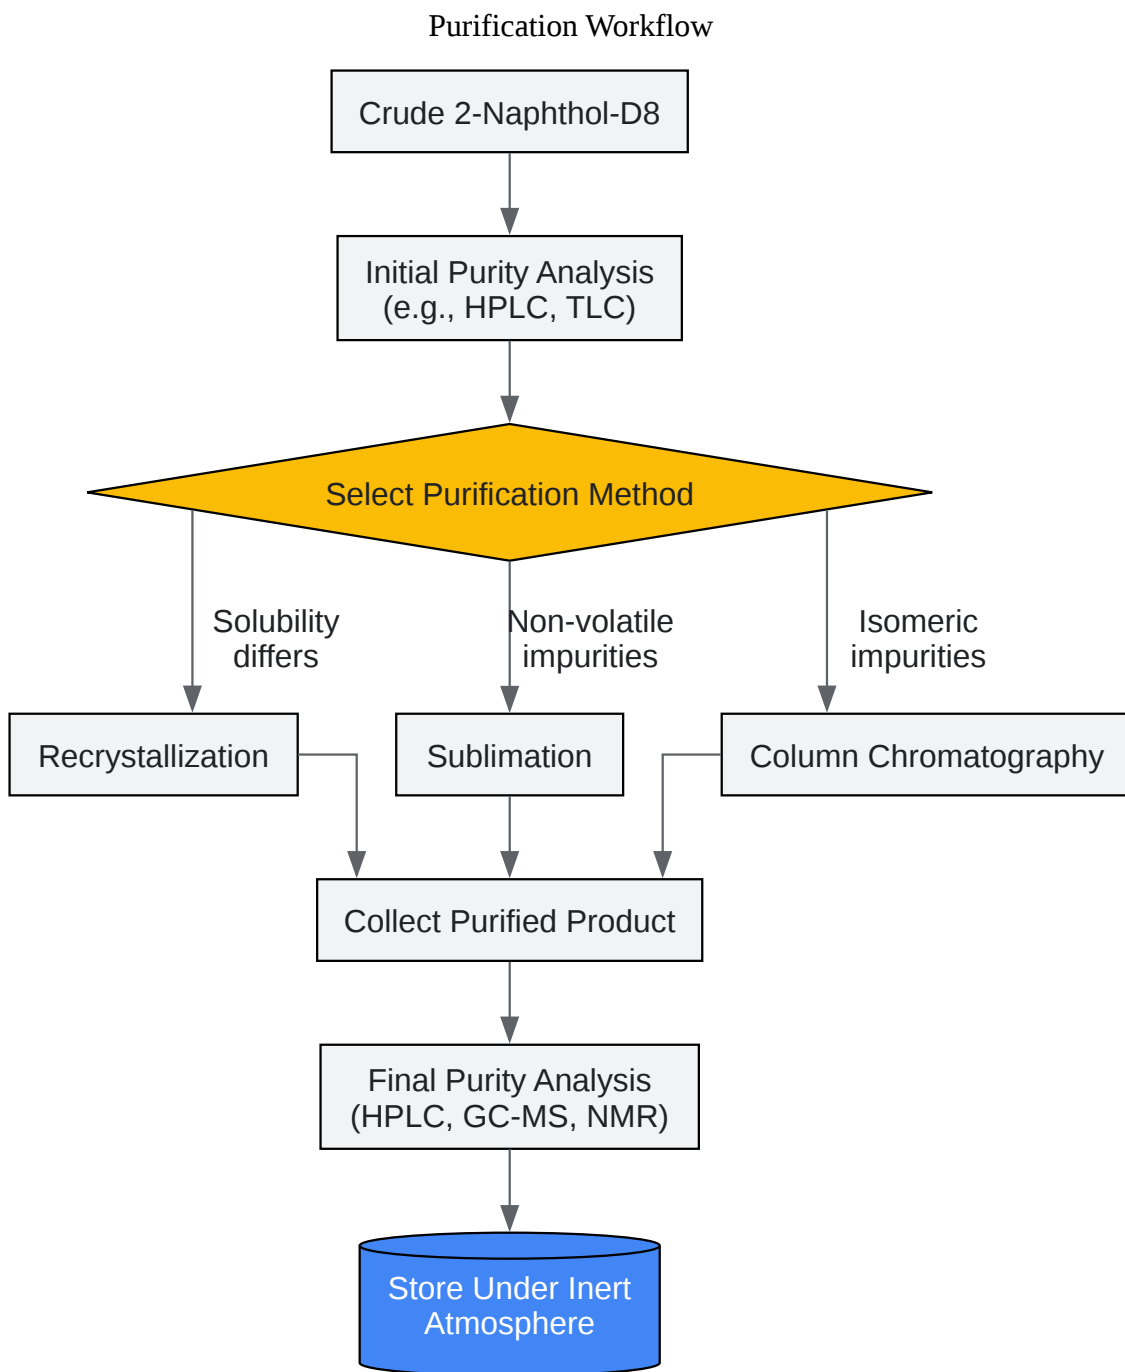 Purification Workflow
Crude 2-Naphthol-D8
Initial Purity Analysis
(e.g., HPLC, TLC)
Select Purification Method
Solubility
differs
Non-volatile
impurities
Isomeric
impurities
Recrystallization
Sublimation
Column Chromatography
Collect Purified Product
Final Purity Analysis
(HPLC, GC-MS, NMR)
Store Under Inert
Atmosphere